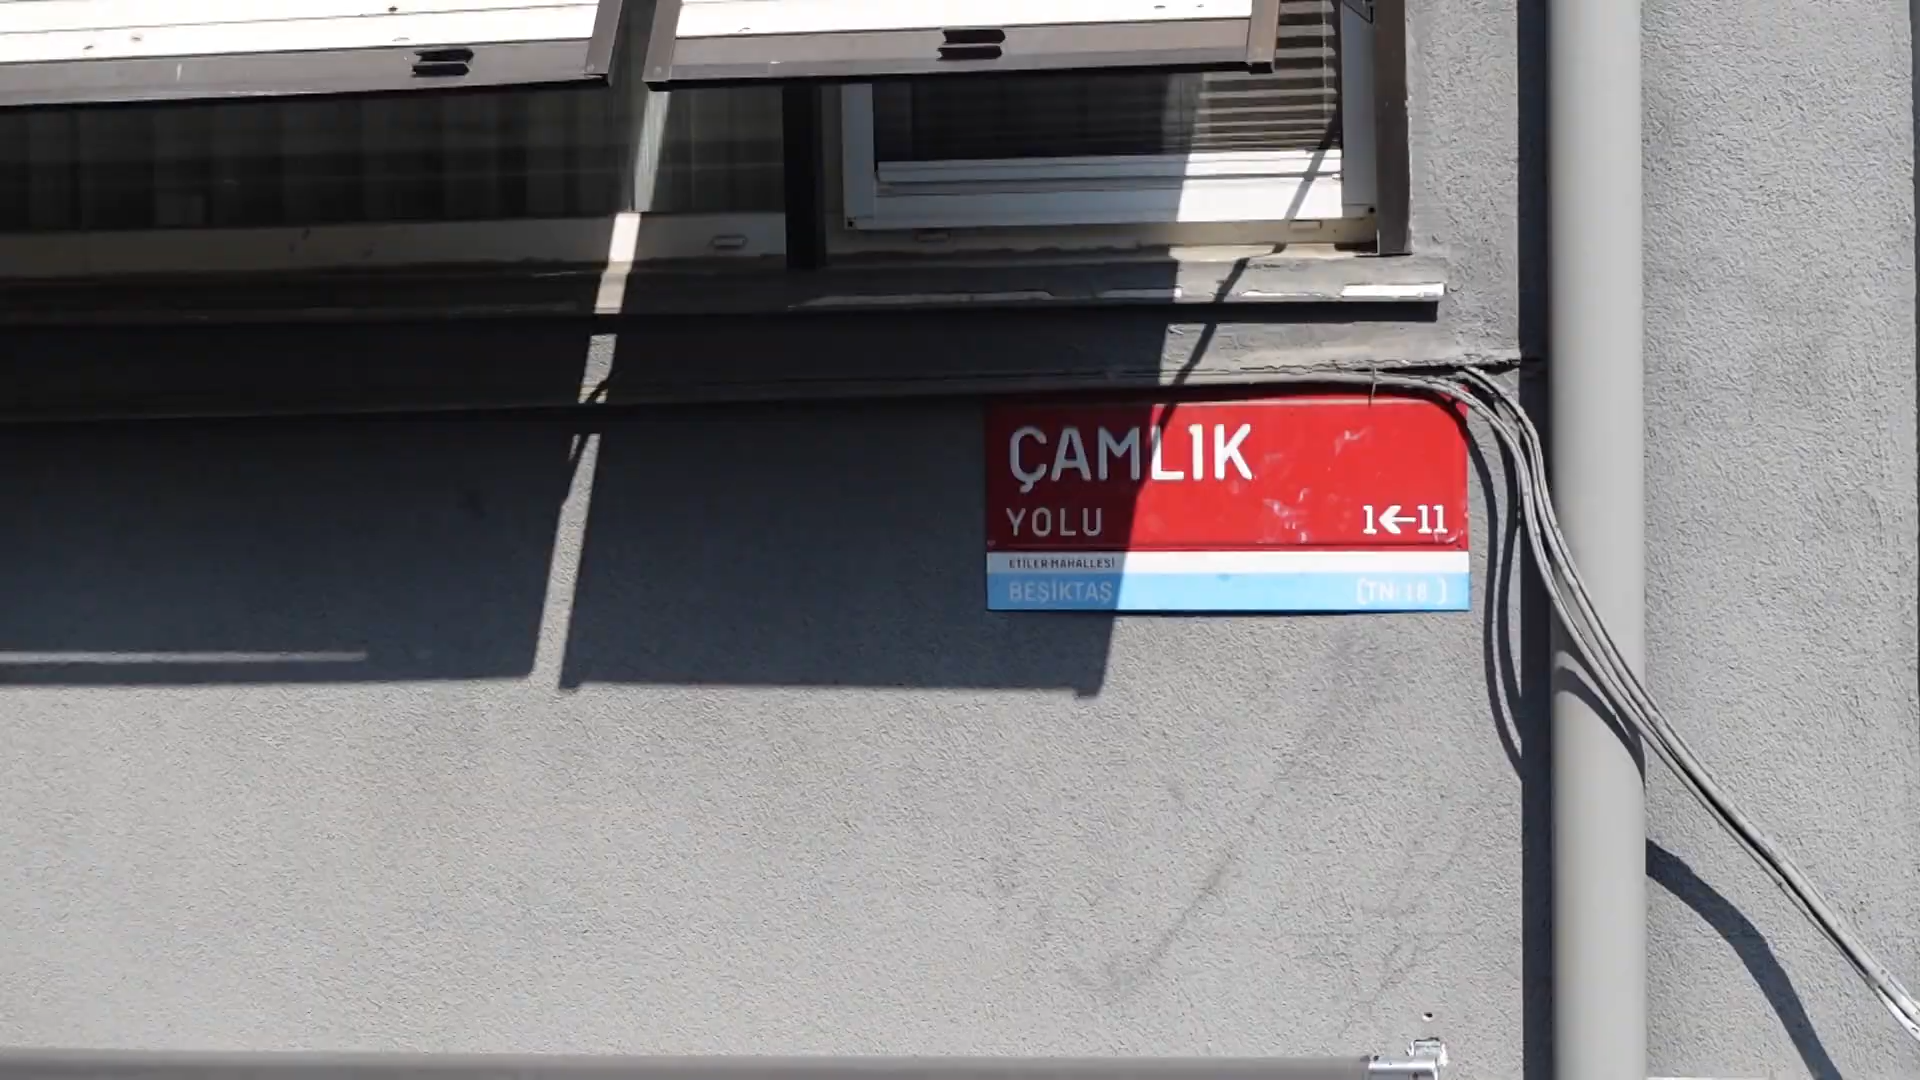 ÇAMLIK
YOLU 1←11
ETİLER MAHALLESİ
BEŞİKTAŞ (TN-18 )